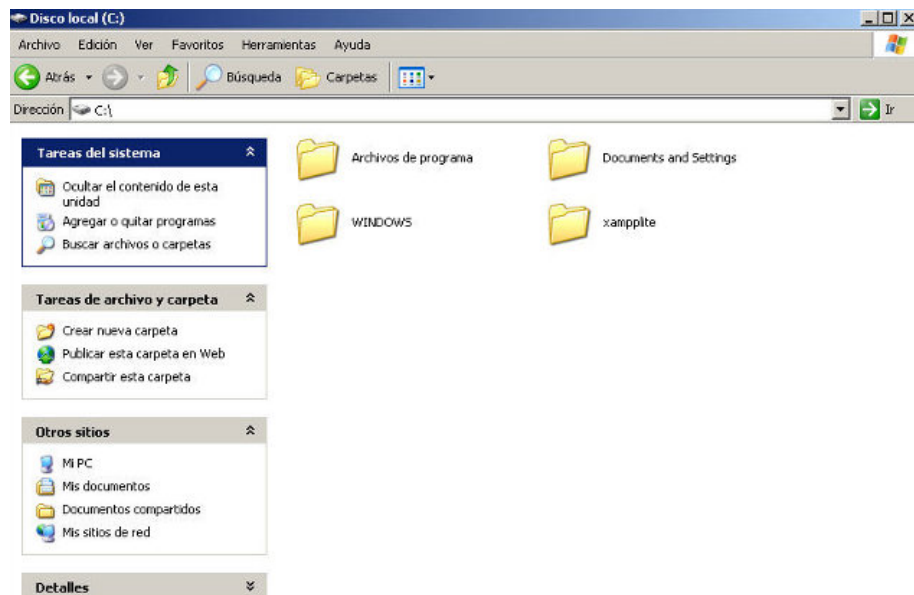 Disco local (C:)
Archivo Edición Ver Favoritos Herramientas Ayuda
Atrás Búsqueda Carpetas
Dirección C:\ Ir
Tareas del sistema
Ocultar el contenido de esta
unidad
Agregar o quitar programas
Buscar archivos o carpetas
Tareas de archivo y carpeta
Crear nueva carpeta
Publicar esta carpeta en Web
Compartir esta carpeta
Otros sitios
Mi PC
Mis documentos
Documentos compartidos
Mis sitios de red
Detalles
Archivos de programa
Documents and Settings
WINDOWS
xampplite